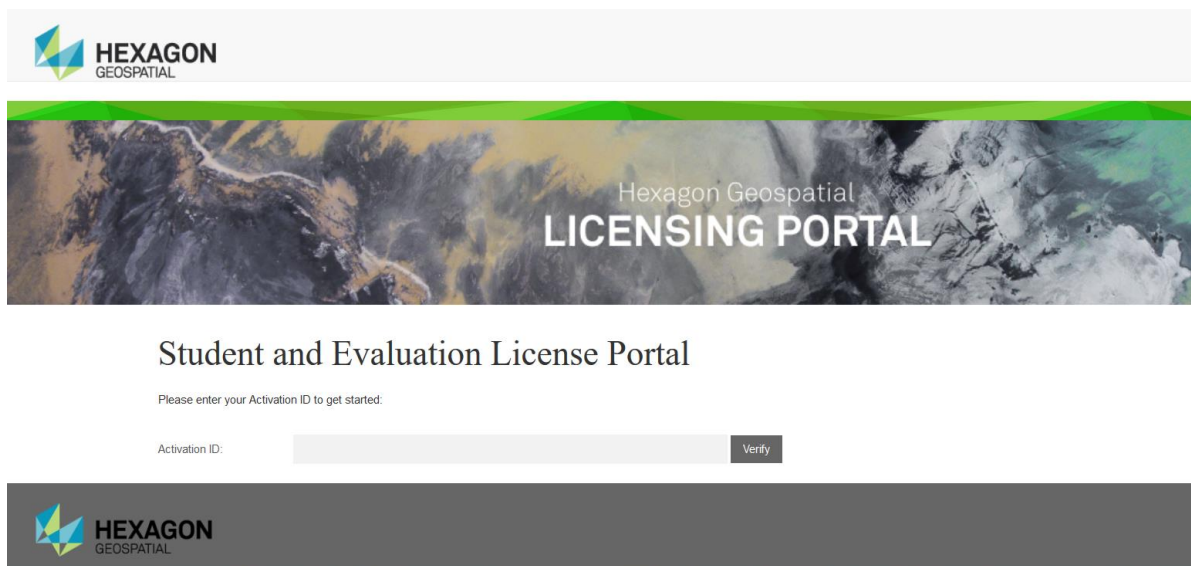 HEXAGON
GEOSPATIAL
Hexagon Geospatial
LICENSING PORTAL
Student and Evaluation License Portal
Please enter your Activation ID to get started:
Activation ID:
Verify
HEXAGON
GEOSPATIAL